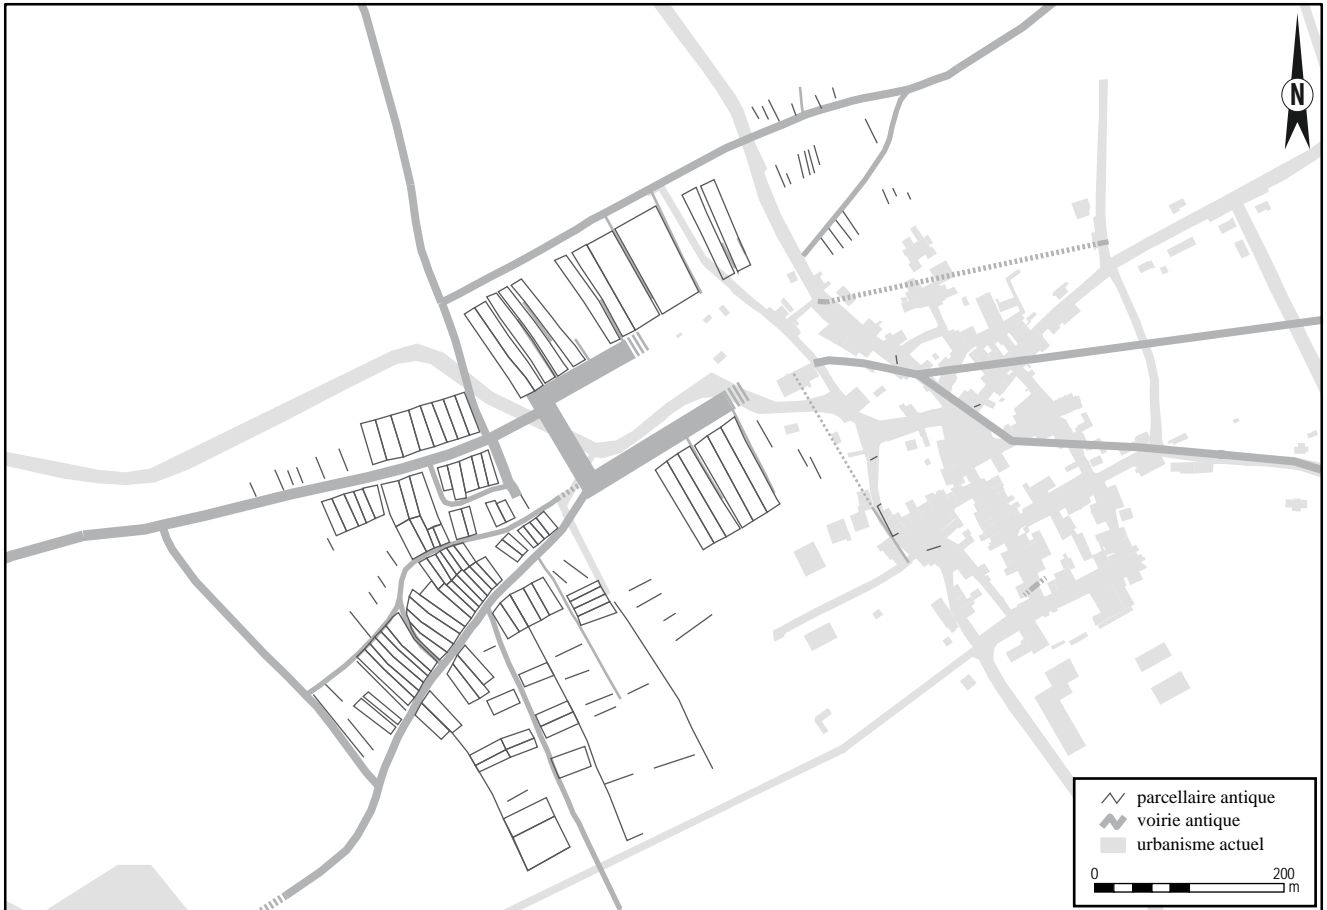 N
parcellaire antique
voirie antique
urbanisme actuel
0 200
m